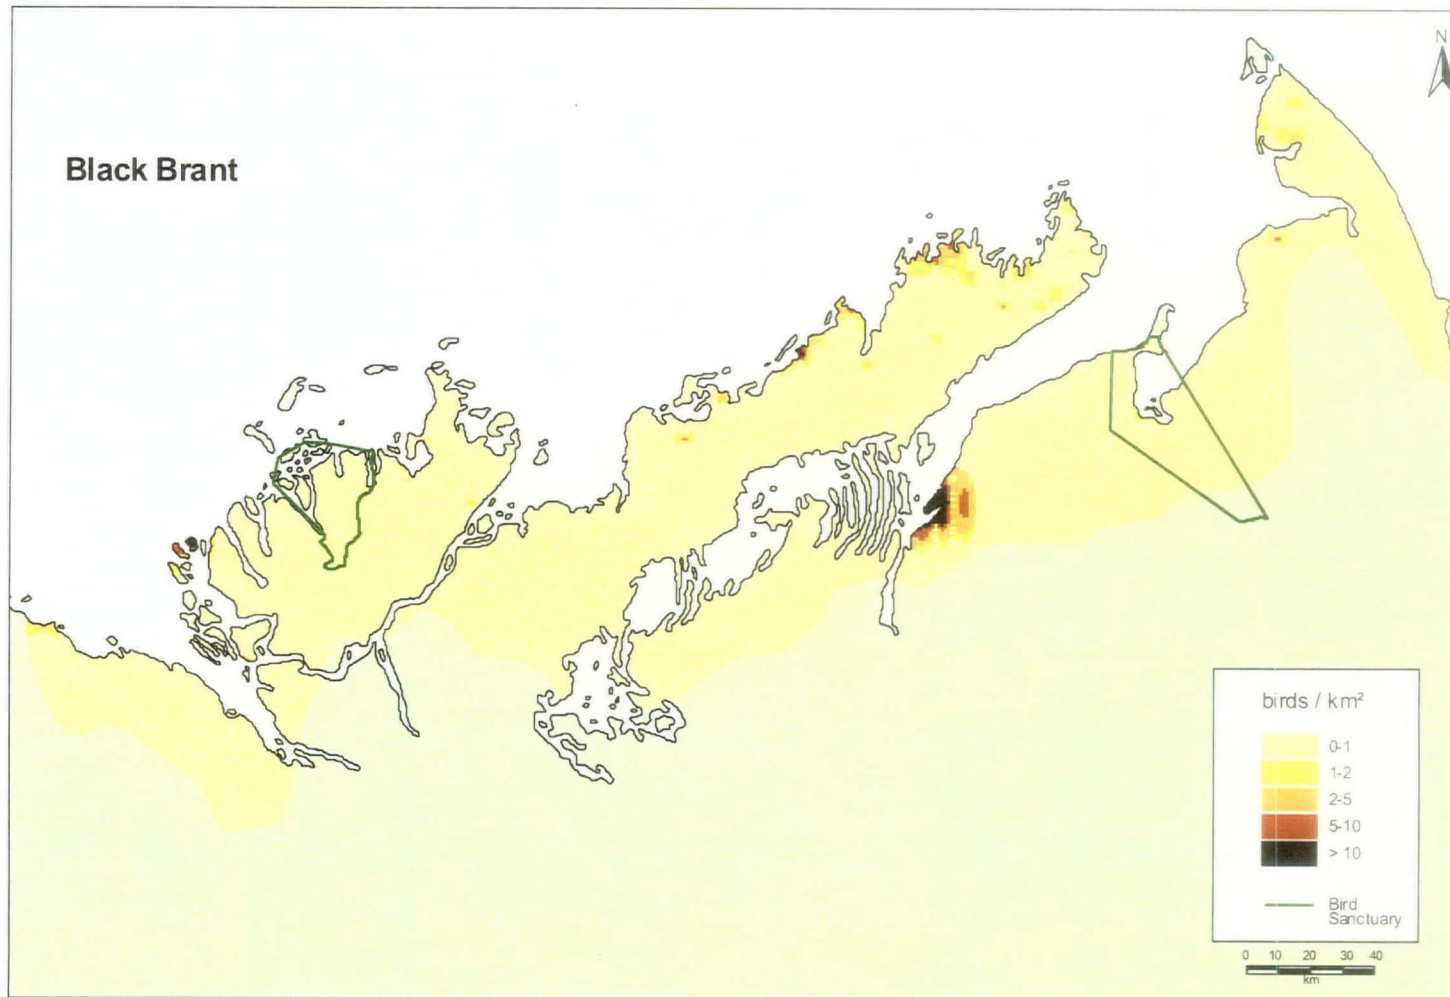 N
Black Brant
birds / km²
0-1
1-2
2-5
5-10
> 10
Bird
Sanctuary
0 10 20 30 40
km